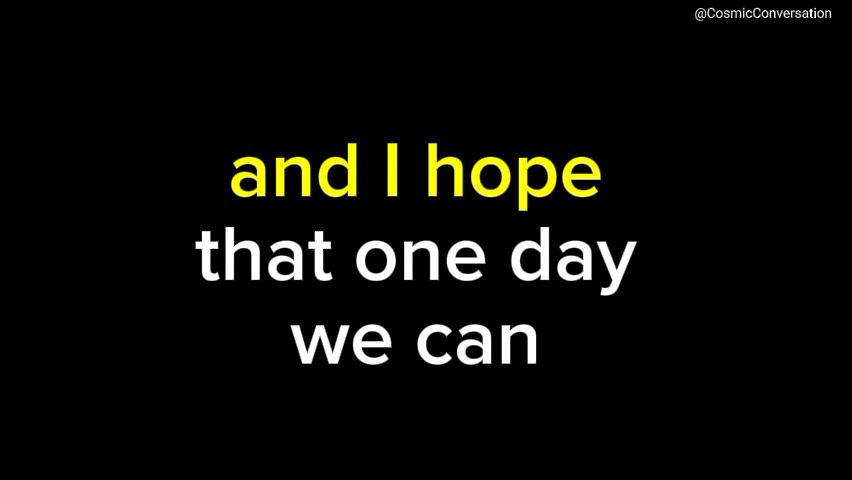 @CosmicConversation
and I hope
that one day
we can